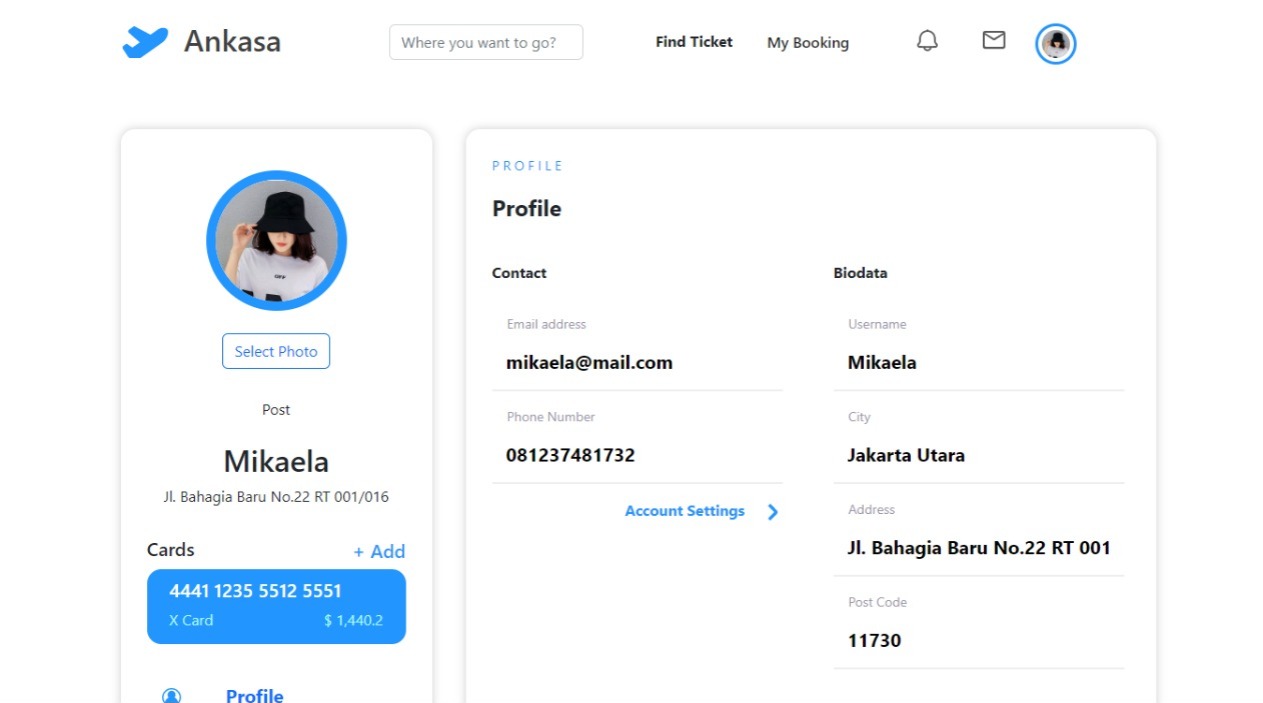 Ankasa
Where you want to go?
Find Ticket
My Booking
Select Photo
Post
Mikaela
Jl. Bahagia Baru No.22 RT 001/016
Cards
+ Add
4441 1235 5512 5551
X Card
$ 1,440.2
Profile
PROFILE
Profile
Contact
Email address
mikaela@mail.com
Phone Number
081237481732
Account Settings
Biodata
Username
Mikaela
City
Jakarta Utara
Address
Jl. Bahagia Baru No.22 RT 001
Post Code
11730